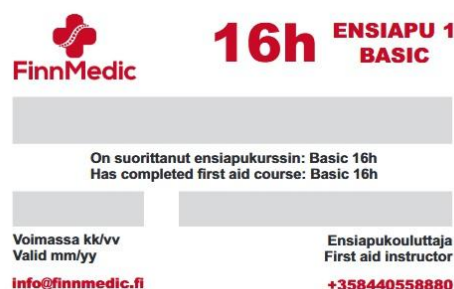 FinnMedic
16h
ENSIAPU 1
BASIC
On suorittanut ensiapukurssin: Basic 16h
Has completed first aid course: Basic 16h
Voimassa kk/vv
Valid mm/yy
Ensiapukouluttaja
First aid instructor
info@finnmedic.fi
+358440558880